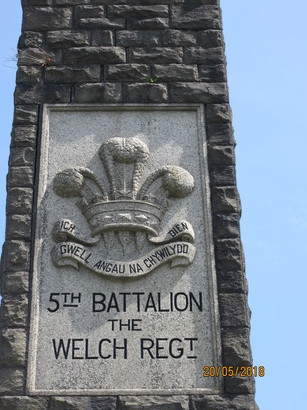 ICH DIEN
GWELL ANGAU NA CHYWILYDD
5TH BATTALION
THE
WELCH REGT
20/05/2018